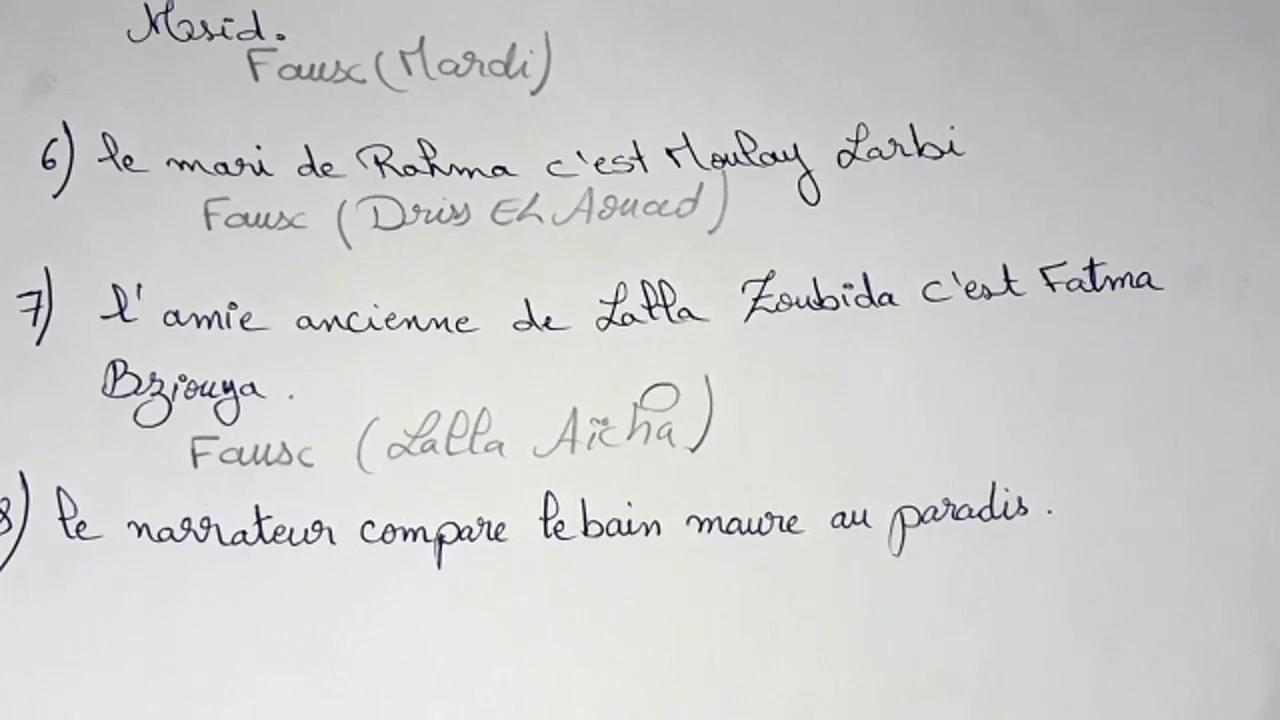 Msid.
Faux (Mardi)
6) le mari de Rahma c'est Moulay Larbi
Faux (Driss EL Aouad)
7) l'amie ancienne de Lalla Zoubida c'est Fatma
Bziouya.
Faux (Lalla Aïcha)
8) le narrateur compare le bain maure au paradis.